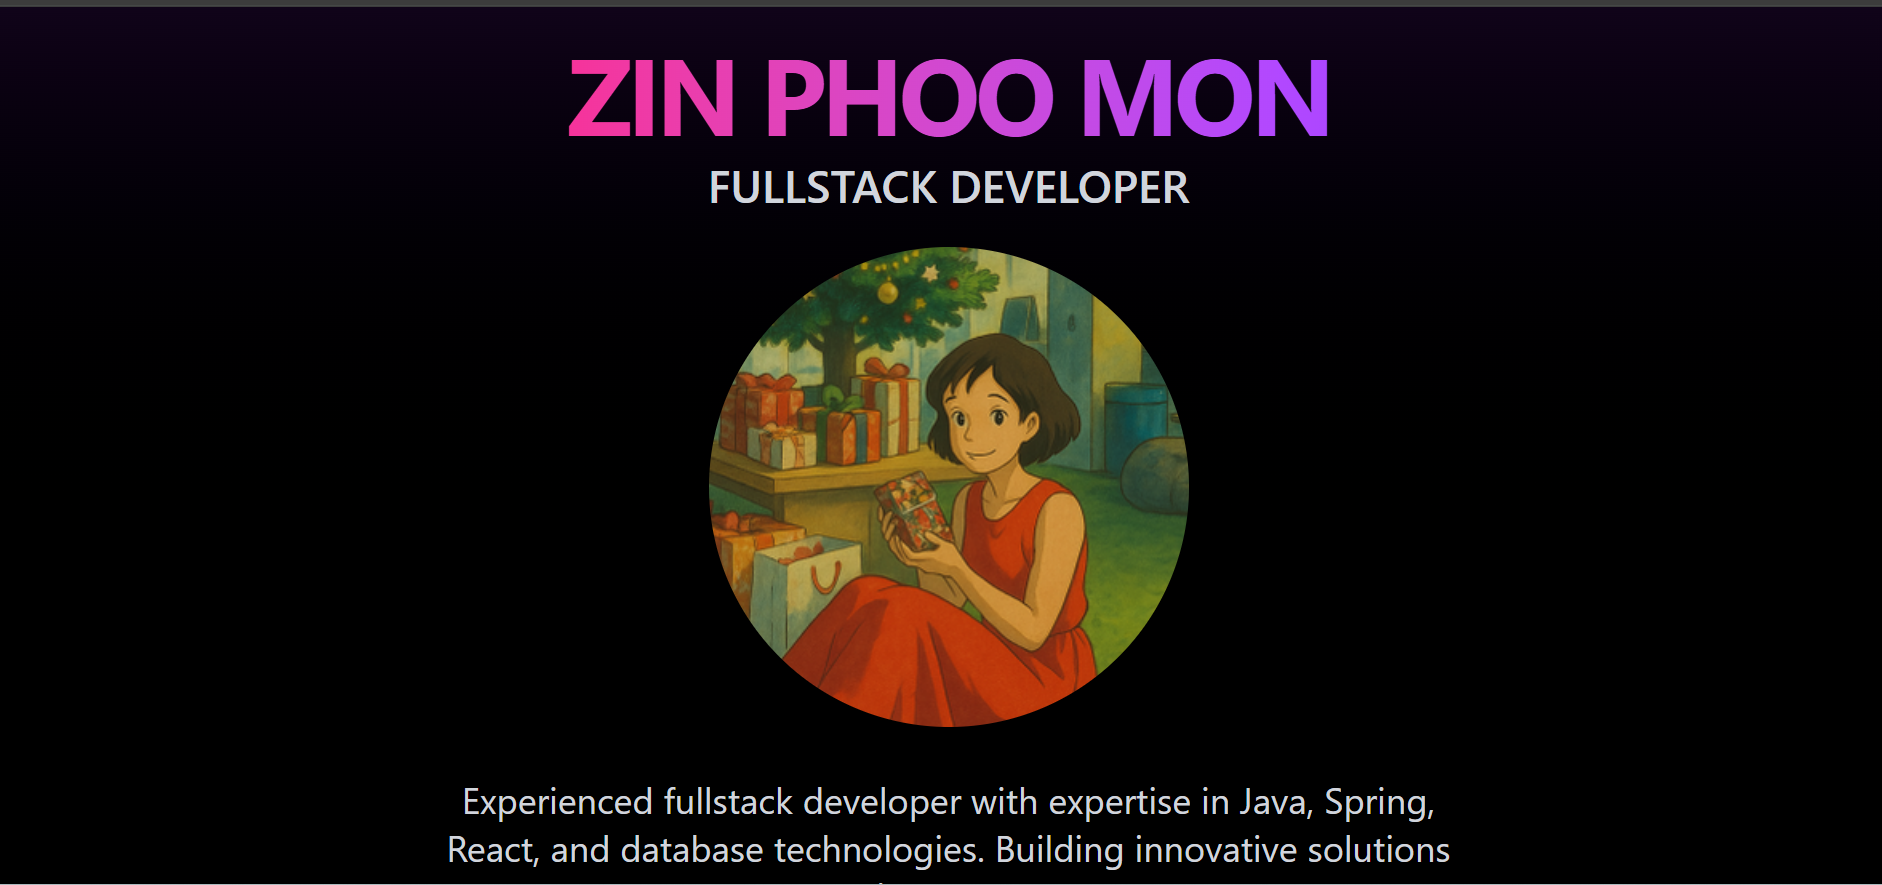 ZIN PHOO MON
FULLSTACK DEVELOPER
Experienced fullstack developer with expertise in Java, Spring,
React, and database technologies. Building innovative solutions